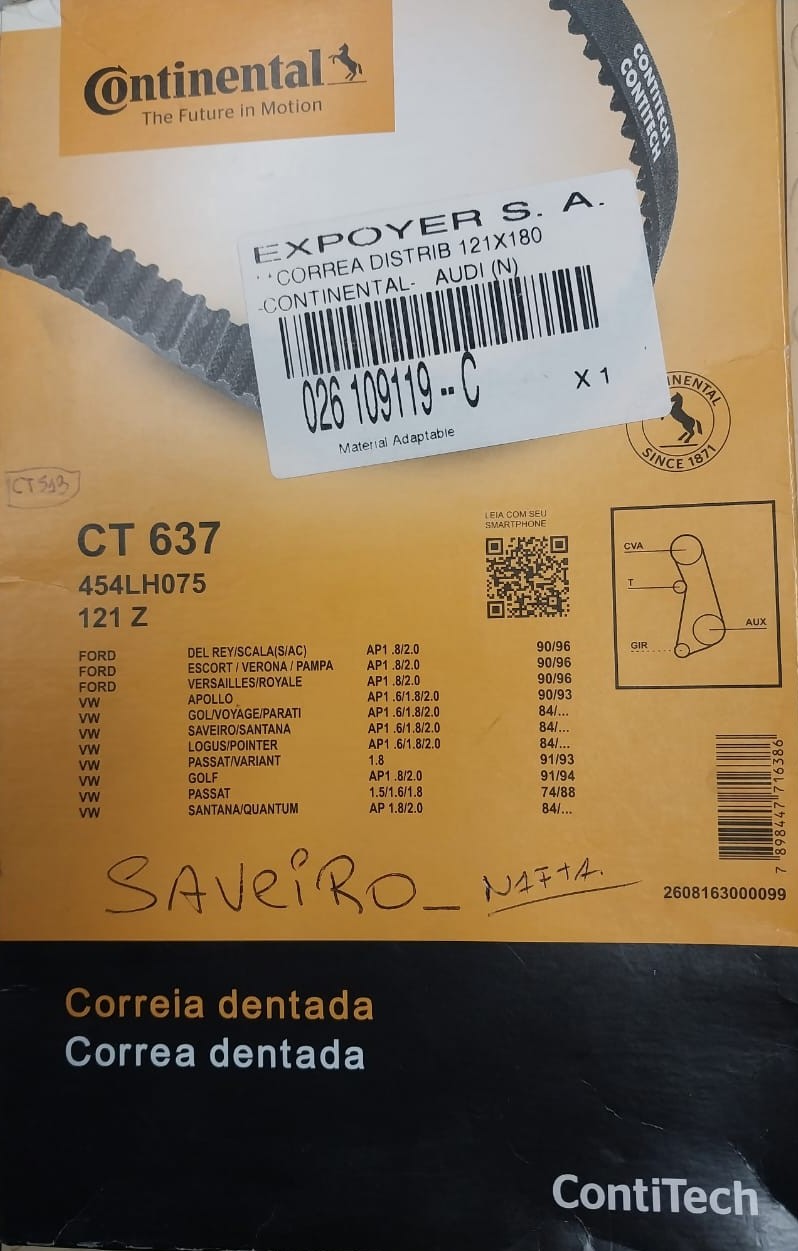 Continental
The Future in Motion
CONTITECH
CONTITECH
EXPOYER S. A.
**CORREA DISTRIB 121X180
-CONTINENTAL- AUDI (N)
026 109119--C
X 1
Material Adaptable
CONTINENTAL
SINCE 1871
CT 513
CT 637
454LH075
121 Z
LEIA COM SEU
SMARTPHONE
CVA
T
AUX
GIR
FORD DEL REY/SCALA(S/AC) AP1 .8/2.0 90/96
FORD ESCORT / VERONA / PAMPA AP1 .8/2.0 90/96
FORD VERSAILLES/ROYALE AP1 .8/2.0 90/96
VW APOLLO AP1 .6/1.8/2.0 90/93
VW GOL/VOYAGE/PARATI AP1 .6/1.8/2.0 84/...
VW SAVEIRO/SANTANA AP1 .6/1.8/2.0 84/...
VW LOGUS/POINTER AP1 .6/1.8/2.0 84/...
VW PASSAT/VARIANT 1.8 91/93
VW GOLF AP1 .8/2.0 91/94
VW PASSAT 1.5/1.6/1.8 74/88
VW SANTANA/QUANTUM AP 1.8/2.0 84/...
7 898447 716386
SAVEiRO_ NAFTA.
2608163000099
Correia dentada
Correa dentada
ContiTech